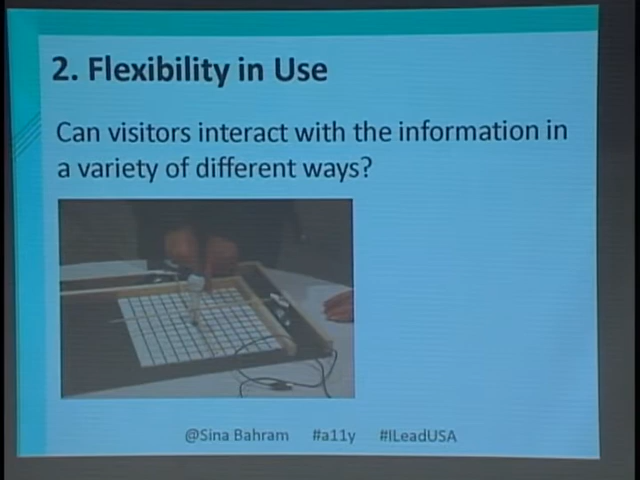 2. Flexibility in Use
Can visitors interact with the information in
a variety of different ways?
@Sina Bahram #a11y #ILeadUSA